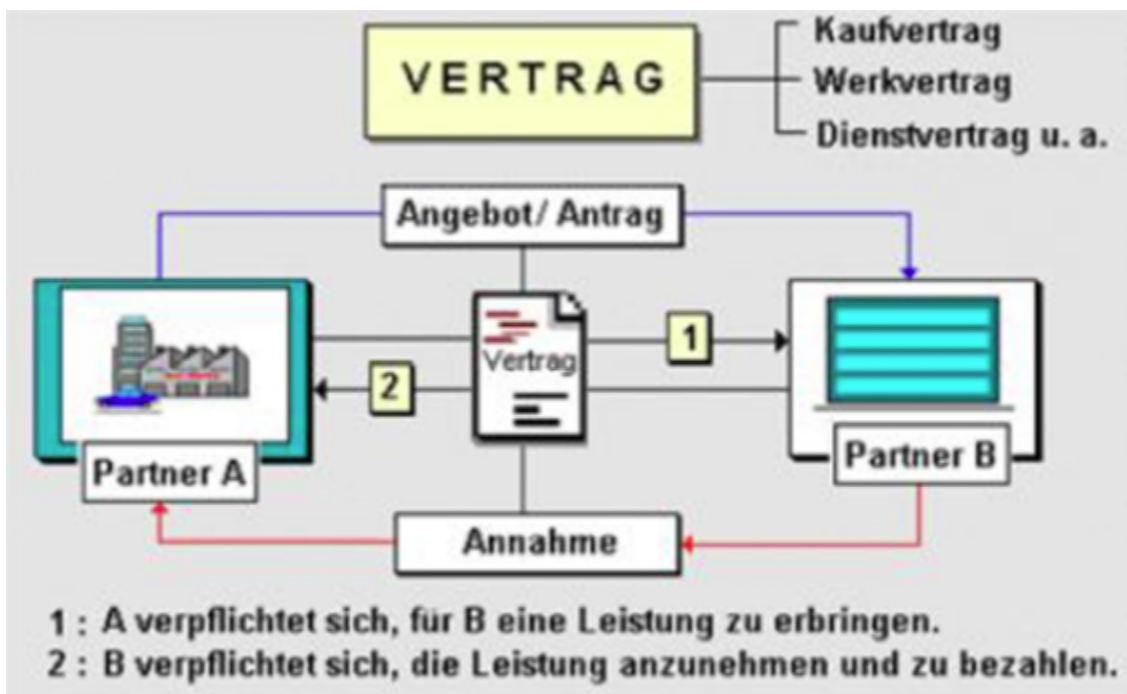 VERTRAG
Kaufvertrag
Werkvertrag
Dienstvertrag u. a.
Angebot/ Antrag
Vertrag
1
2
Partner A
Partner B
Annahme
1 : A verpflichtet sich, für B eine Leistung zu erbringen.
2 : B verpflichtet sich, die Leistung anzunehmen und zu bezahlen.